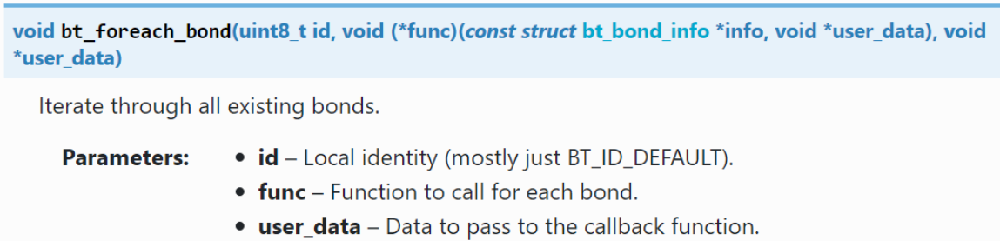 void bt_foreach_bond(uint8_t id, void (*func)(const struct bt_bond_info *info, void *user_data), void
*user_data)
Iterate through all existing bonds.
Parameters:
• id – Local identity (mostly just BT_ID_DEFAULT).
• func – Function to call for each bond.
• user_data – Data to pass to the callback function.